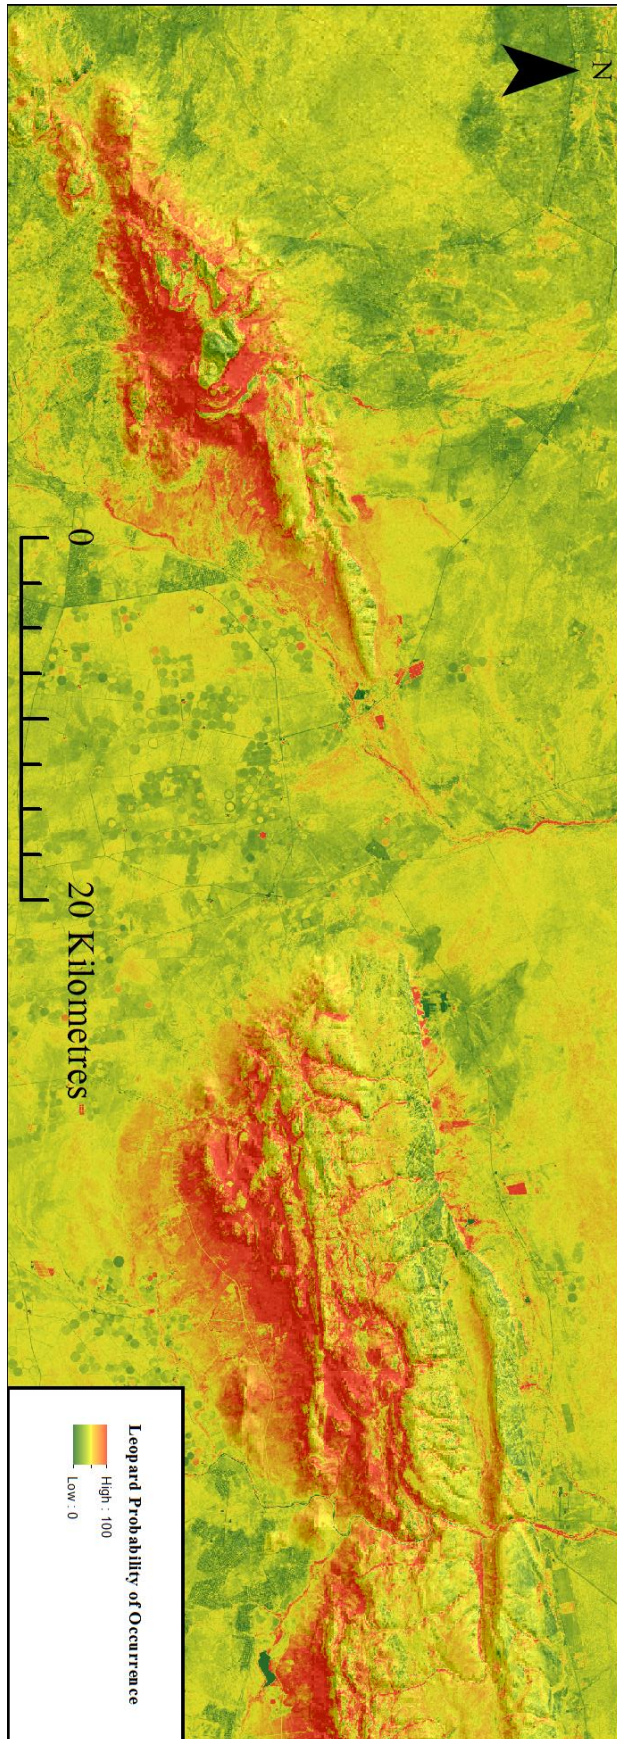 N
0
20 Kilometres
Leopard Probability of Occurrence
High : 100
Low : 0